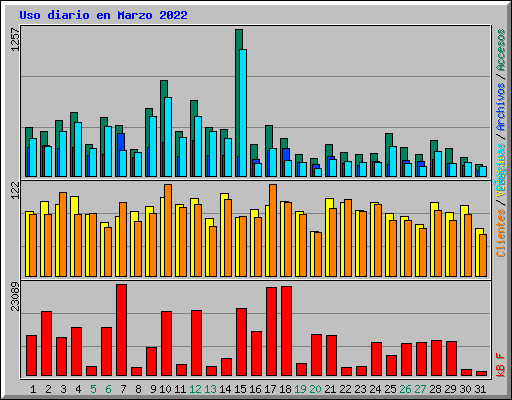 Uso diario en Marzo 2022
1257
122
23089
Accesos
/ Archivos /
Clientes /
kB F
1 2 3 4 5 6 7 8 9 10 11 12 13 14 15 16 17 18 19 20 21 22 23 24 25 26 27 28 29 30 31